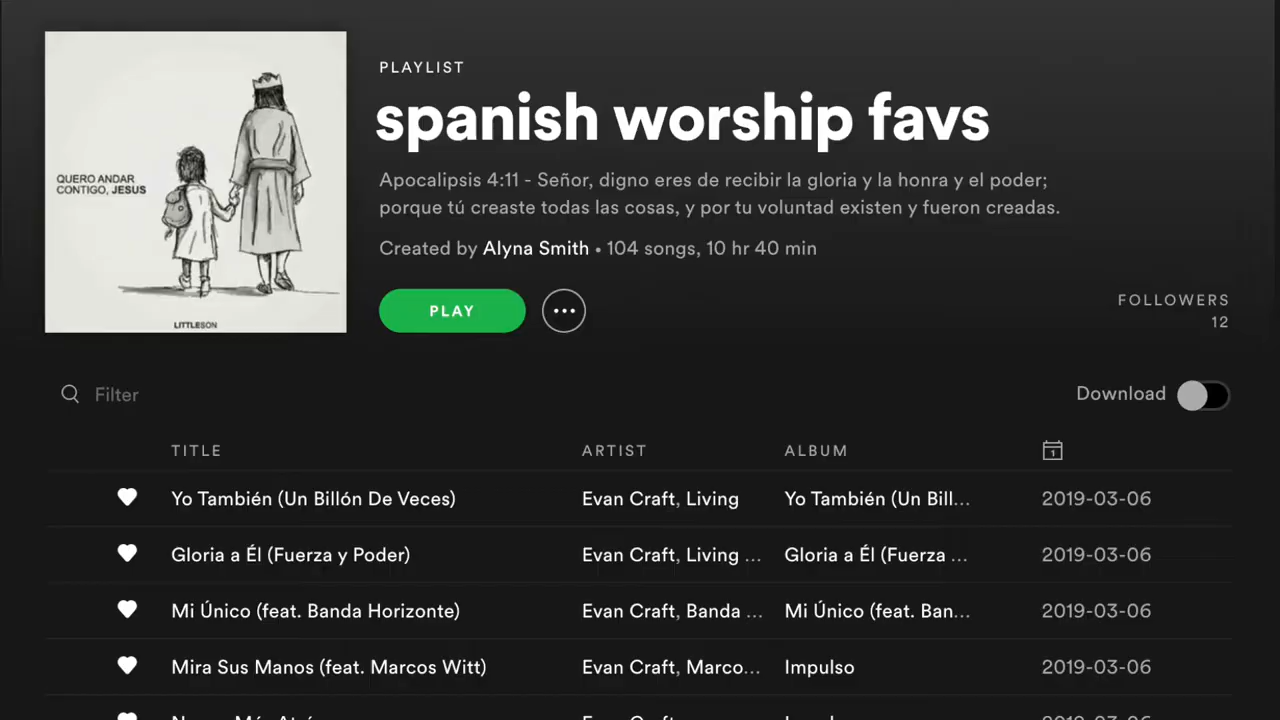 PLAYLIST
spanish worship favs
Apocalipsis 4:11 - Señor, digno eres de recibir la gloria y la honra y el poder;
porque tú creaste todas las cosas, y por tu voluntad existen y fueron creadas.
Created by Alyna Smith • 104 songs, 10 hr 40 min
QUERO ANDAR
CONTIGO, JESUS
LITTLESON
PLAY
FOLLOWERS
12
Filter
Download
TITLE ARTIST ALBUM
Yo También (Un Billón De Veces) Evan Craft, Living Yo También (Un Bill... 2019-03-06
Gloria a Él (Fuerza y Poder) Evan Craft, Living ... Gloria a Él (Fuerza ... 2019-03-06
Mi Único (feat. Banda Horizonte) Evan Craft, Banda ... Mi Único (feat. Ban... 2019-03-06
Mira Sus Manos (feat. Marcos Witt) Evan Craft, Marco... Impulso 2019-03-06